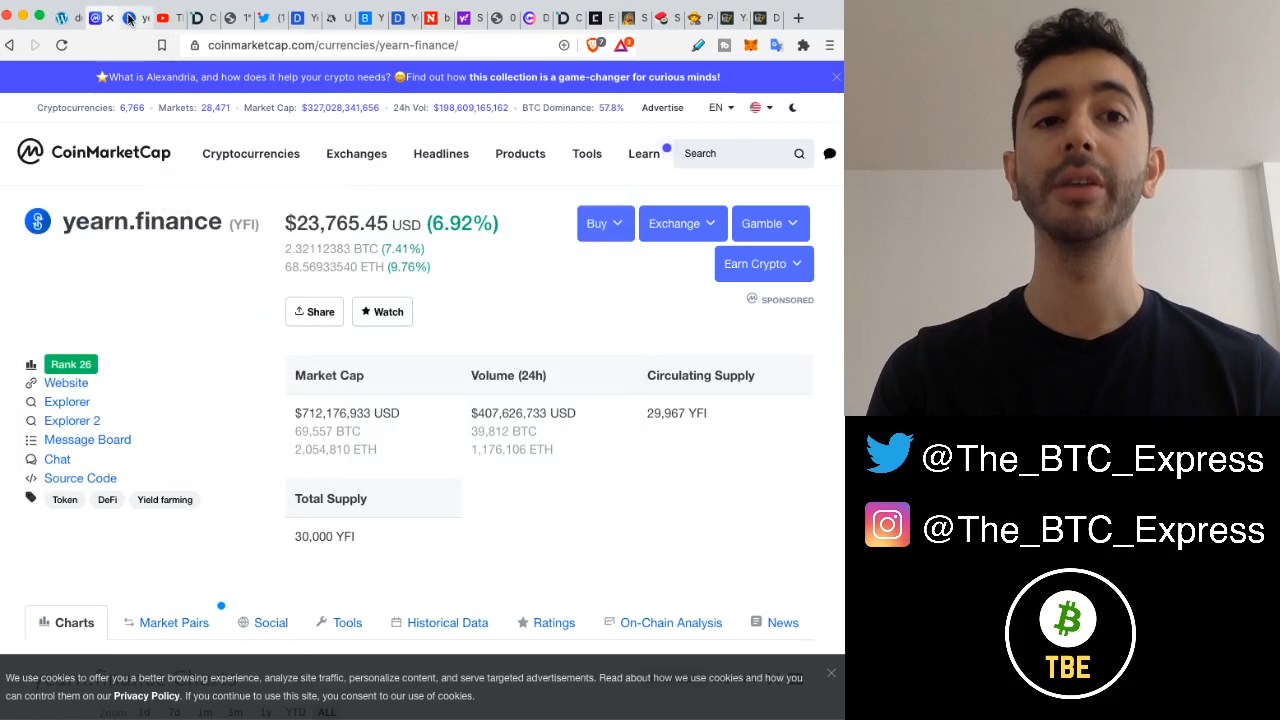 coinmarketcap.com/currencies/yearn-finance/
⭐What is Alexandria, and how does it help your crypto needs? 😀Find out how this collection is a game-changer for curious minds!
Cryptocurrencies: 6,766 • Markets: 28,471 • Market Cap: $327,028,341,656 • 24h Vol: $198,609,165,162 • BTC Dominance: 57.8% Advertise EN
CoinMarketCap Cryptocurrencies Exchanges Headlines Products Tools Learn Search
yearn.finance (YFI) $23,765.45 USD (6.92%) Buy Exchange Gamble
2.32112383 BTC (7.41%)
68.56933540 ETH (9.76%)
Earn Crypto
SPONSORED
Share Watch
Rank 26
Website
Explorer
Explorer 2
Message Board
Chat
Source Code
Token DeFi Yield farming
Market Cap Volume (24h) Circulating Supply
$712,176,933 USD $407,626,733 USD 29,967 YFI
69,557 BTC 39,812 BTC
2,054,810 ETH 1,176,106 ETH
Total Supply
30,000 YFI
Charts Market Pairs Social Tools Historical Data Ratings On-Chain Analysis News
We use cookies to offer you a better browsing experience, analyze site traffic, personalize content, and serve targeted advertisements. Read about how we use cookies and how you
can control them on our Privacy Policy. If you continue to use this site, you consent to our use of cookies.
Zoom 1d 7d 1m 3m 1y YTD ALL
@The_BTC_Express
@The_BTC_Express
TBE